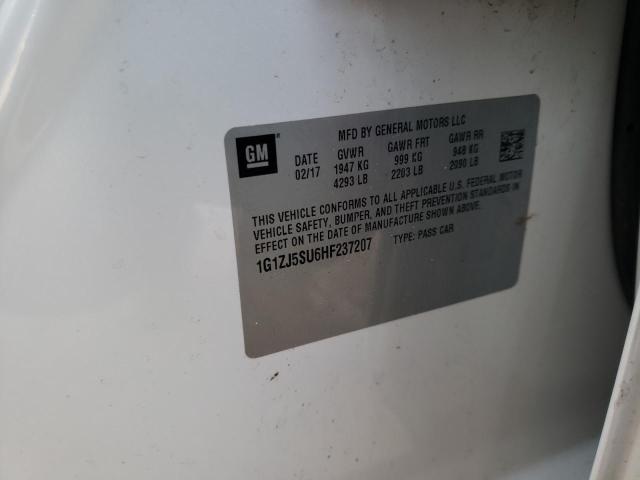 GM
MFD BY GENERAL MOTORS LLC
DATE GVWR GAWR FRT GAWR RR
02/17 1947 KG 999 KG 948 KG
4293 LB 2203 LB 2090 LB
THIS VEHICLE CONFORMS TO ALL APPLICABLE U.S. FEDERAL MOTOR
VEHICLE SAFETY, BUMPER, AND THEFT PREVENTION STANDARDS IN
EFFECT ON THE DATE OF MANUFACTURE SHOWN ABOVE.
1G1ZJ5SU6HF237207 TYPE: PASS CAR